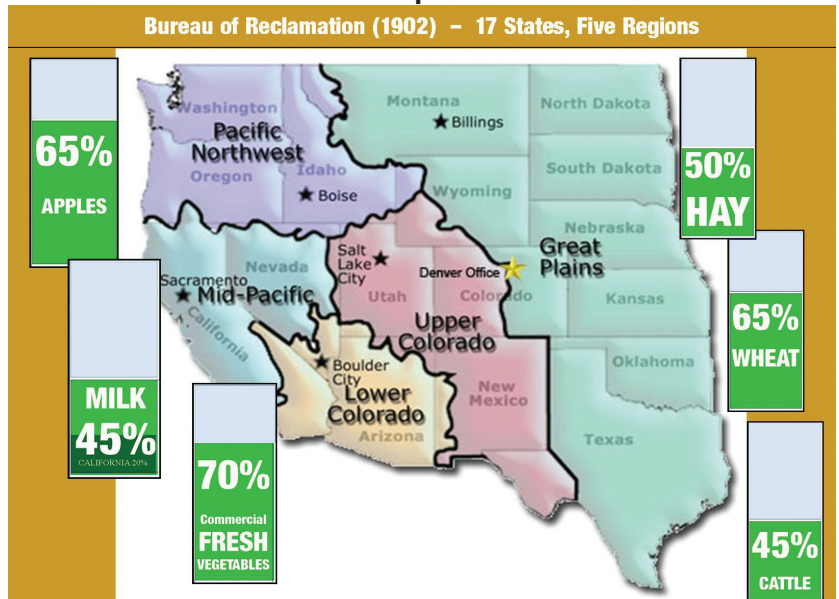 Bureau of Reclamation (1902) – 17 States, Five Regions
65%
APPLES
MILK
45%
CALIFORNIA 20%
70%
Commercial
FRESH
VEGETABLES
Washington
Pacific
Northwest
Oregon
Idaho
Boise
Montana
Billings
North Dakota
South Dakota
Wyoming
Nebraska
Great
Plains
Salt
Lake
City
Denver Office
Sacramento
Nevada
Mid-Pacific
California
Utah
Colorado
Kansas
Upper
Colorado
Boulder
City
Lower
Colorado
Arizona
New
Mexico
Oklahoma
Texas
50%
HAY
65%
WHEAT
45%
CATTLE